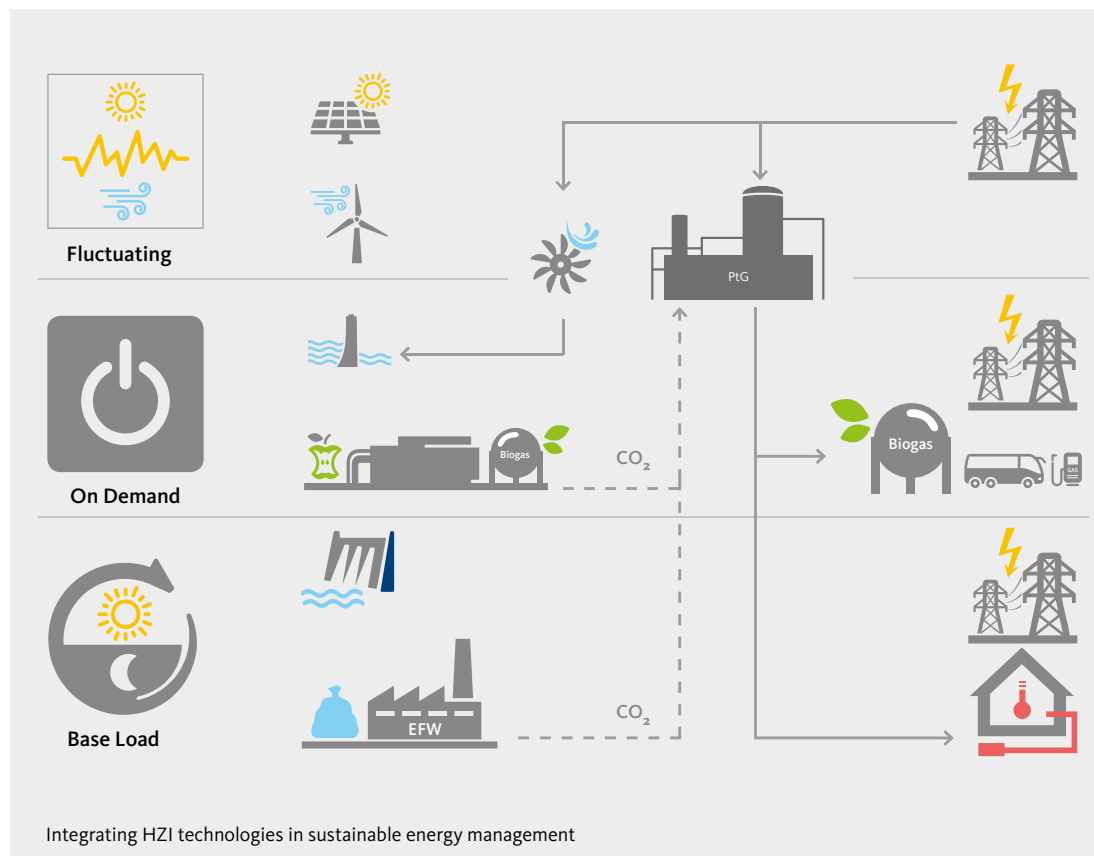 Fluctuating
PtG
On Demand
Biogas
CO2
Biogas
GAS
Base Load
EFW
CO2
Integrating HZI technologies in sustainable energy management